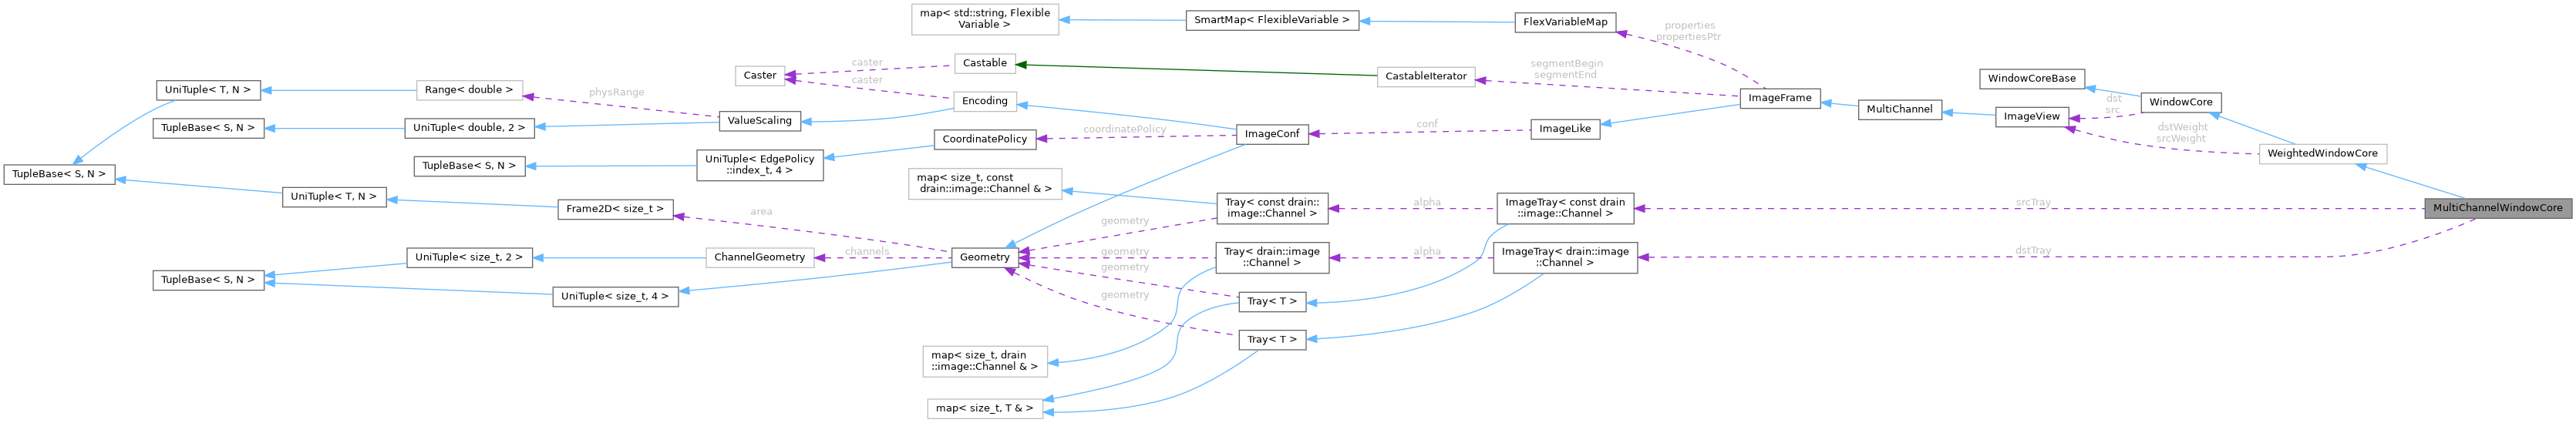 map< std::string, Flexible
Variable >
SmartMap< FlexibleVariable >
FlexVariableMap
properties
propertiesPtr
Caster
caster
caster
Castable
CastableIterator
segmentBegin
segmentEnd
WindowCoreBase
UniTuple< T, N >
Range< double >
physRange
Encoding
ImageFrame
MultiChannel
dst
src
WindowCore
TupleBase< S, N >
UniTuple< double, 2 >
ValueScaling
CoordinatePolicy
coordinatePolicy
ImageConf
conf
ImageLike
ImageView
dstWeight
srcWeight
WeightedWindowCore
TupleBase< S, N >
TupleBase< S, N >
UniTuple< EdgePolicy
::index_t, 4 >
map< size_t, const
drain::image::Channel & >
UniTuple< T, N >
Frame2D< size_t >
area
geometry
Tray< const drain::
image::Channel >
alpha
ImageTray< const drain
::image::Channel >
srcTray
MultiChannelWindowCore
UniTuple< size_t, 2 >
ChannelGeometry
channels
Geometry
geometry
geometry
Tray< drain::image
::Channel >
alpha
ImageTray< drain::image
::Channel >
dstTray
TupleBase< S, N >
UniTuple< size_t, 4 >
geometry
Tray< T >
Tray< T >
map< size_t, drain
::image::Channel & >
map< size_t, T & >